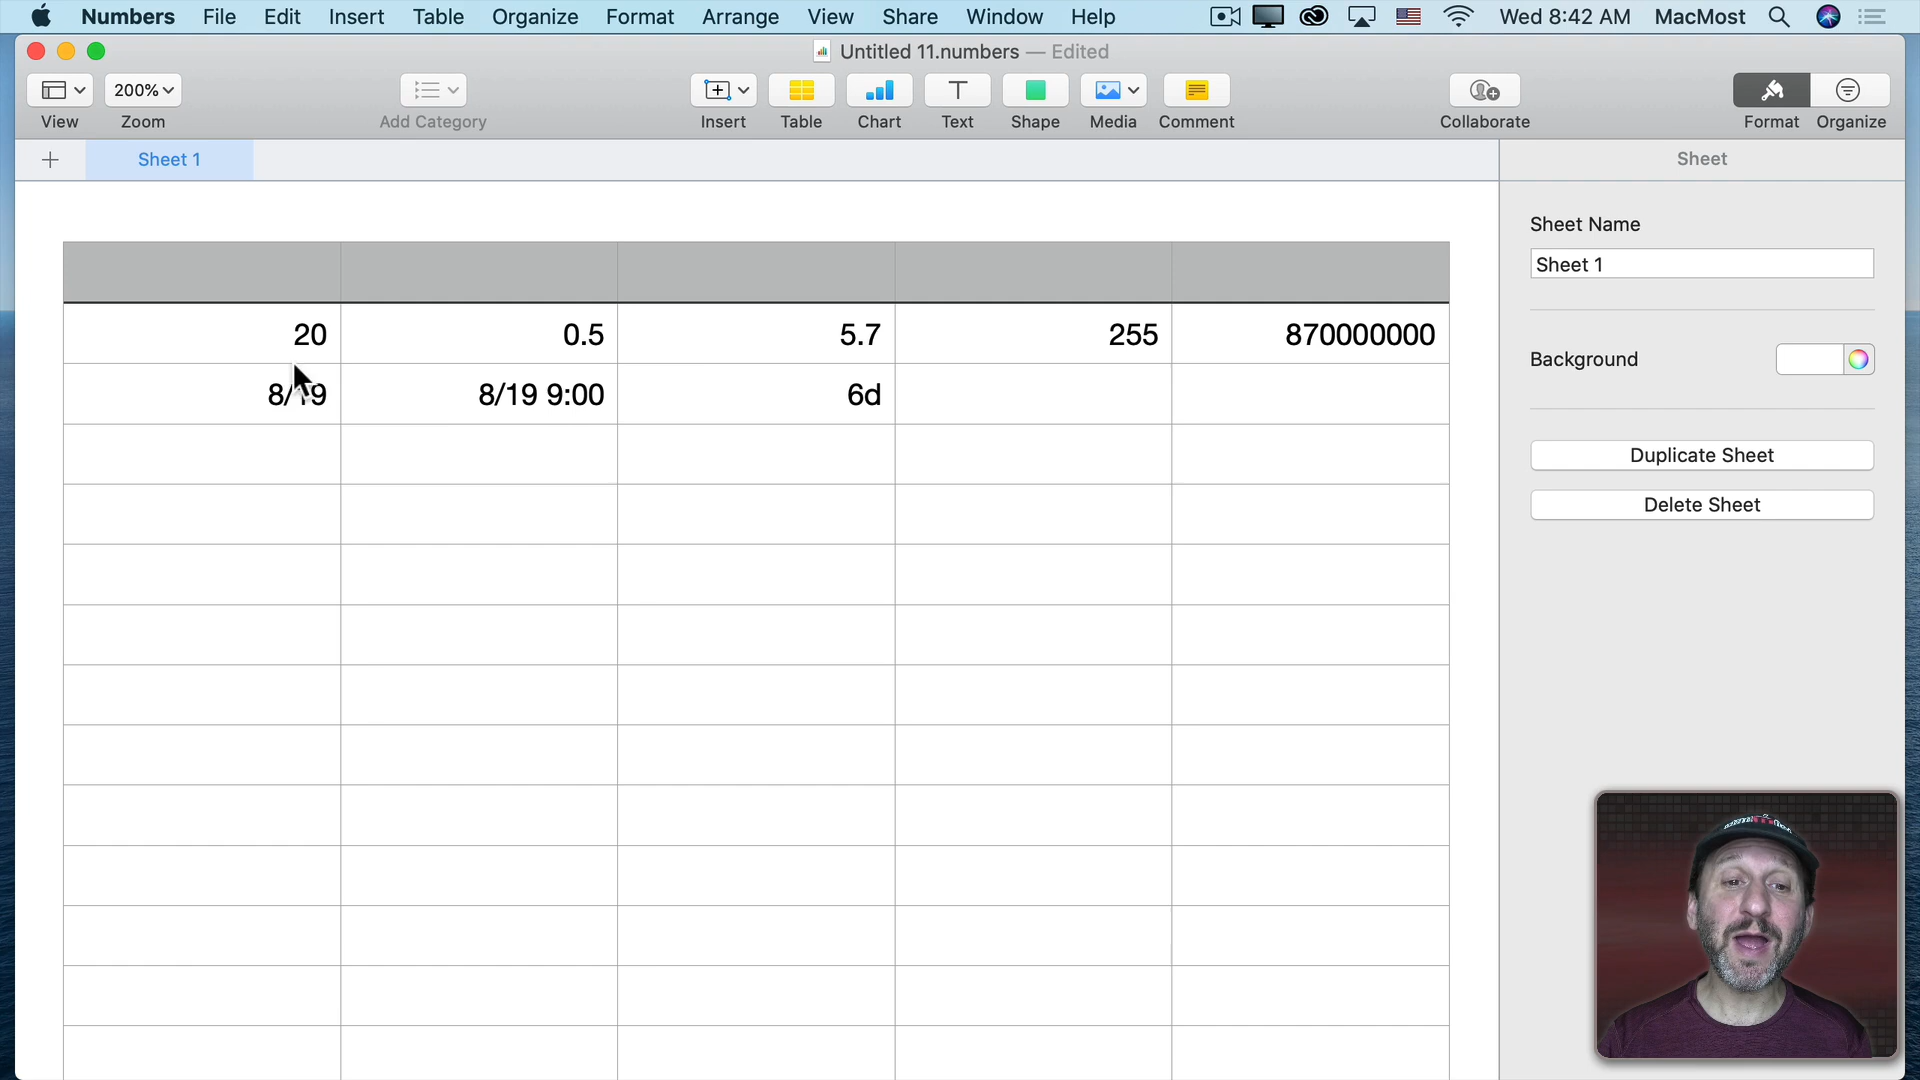 Numbers File Edit Insert Table Organize Format Arrange View Share Window Help Wed 8:42 AM MacMost
Untitled 11.numbers — Edited
200%
View Zoom Add Category Insert Table Chart Text Shape Media Comment Collaborate Format Organize
Sheet 1 Sheet
Sheet Name
Sheet 1
20 0.5 5.7 255 870000000
Background
8/19 8/19 9:00 6d
Duplicate Sheet
Delete Sheet